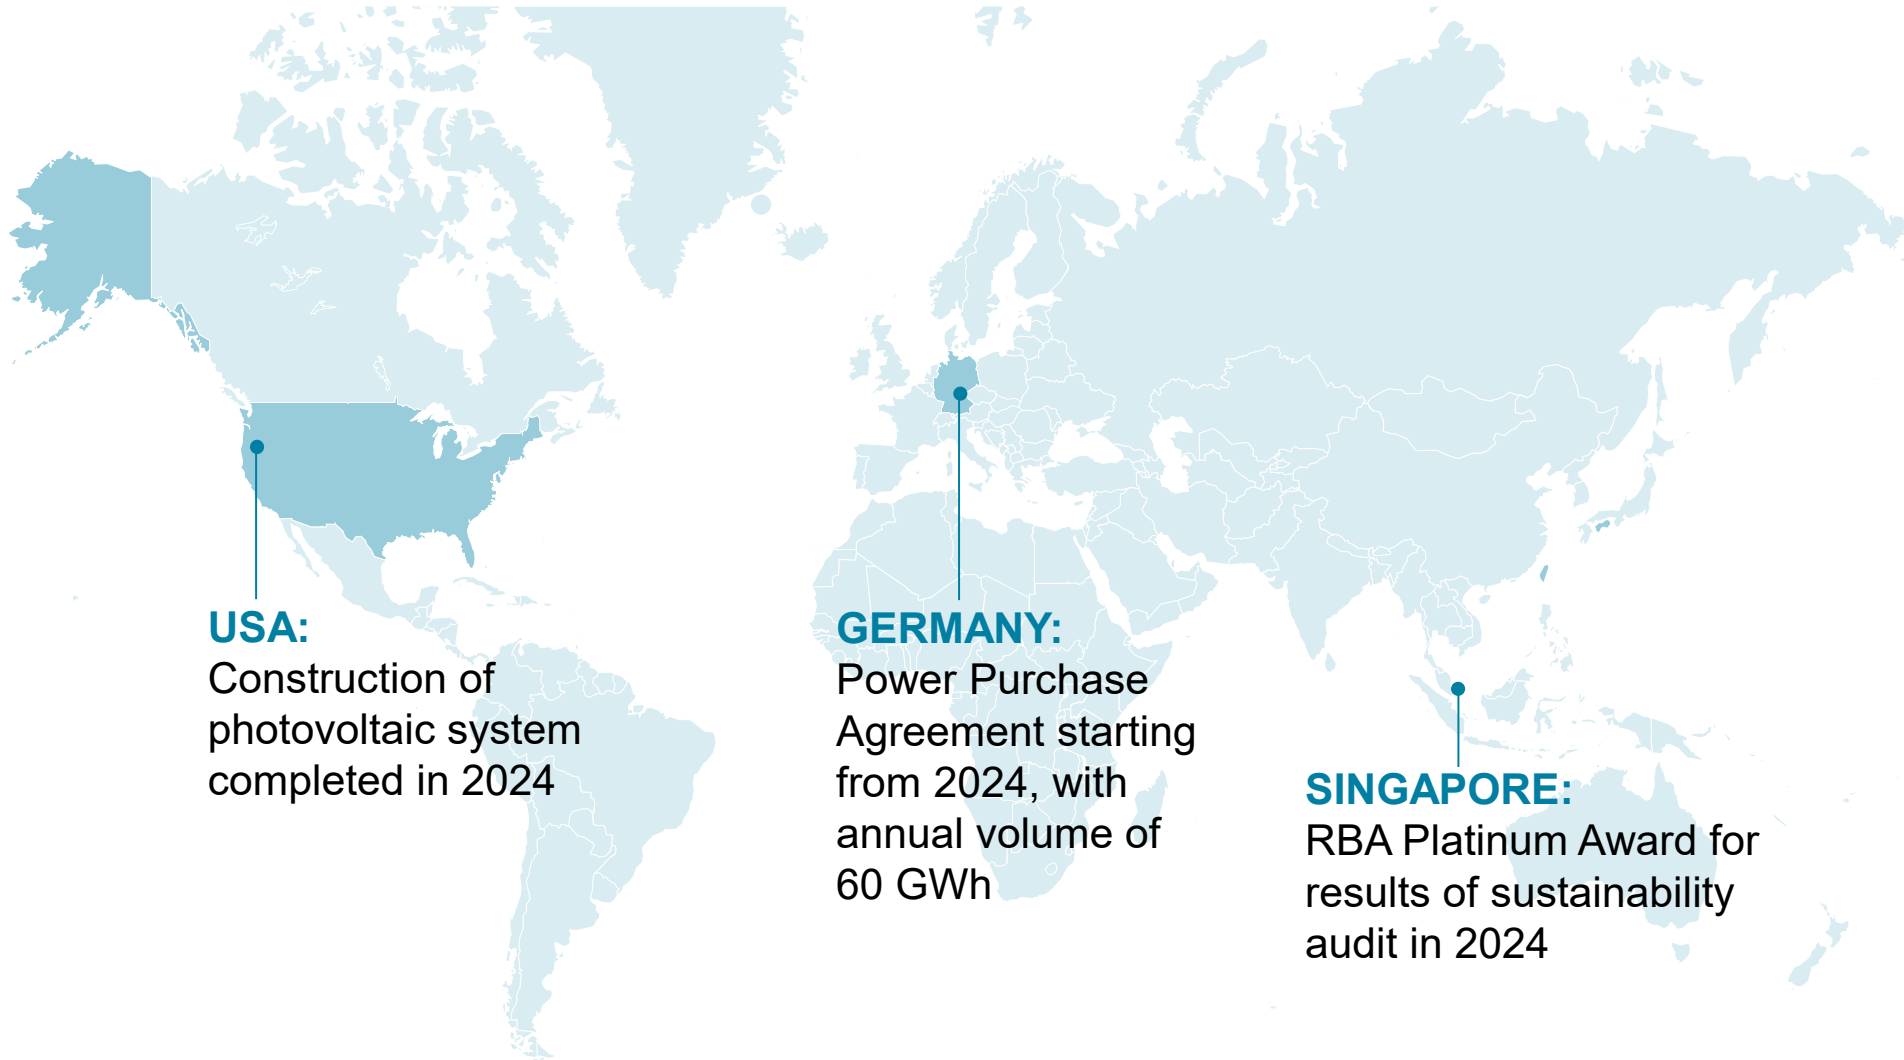 USA:
Construction of
photovoltaic system
completed in 2024
GERMANY:
Power Purchase
Agreement starting
from 2024, with
annual volume of
60 GWh
SINGAPORE:
RBA Platinum Award for
results of sustainability
audit in 2024